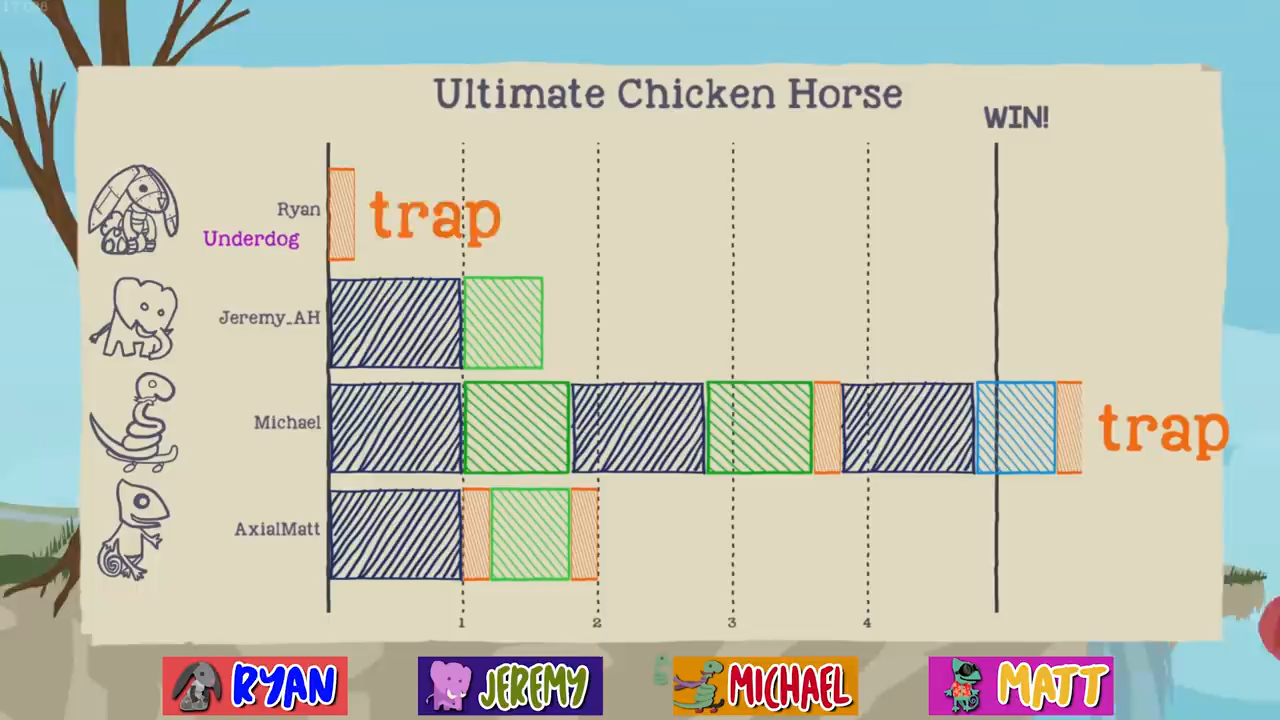 Ultimate Chicken Horse
WIN!
Ryan
Underdog
trap
Jeremy_AH
Michael
trap
AxialMatt
1 2 3 4
RYAN JEREMY MICHAEL MATT